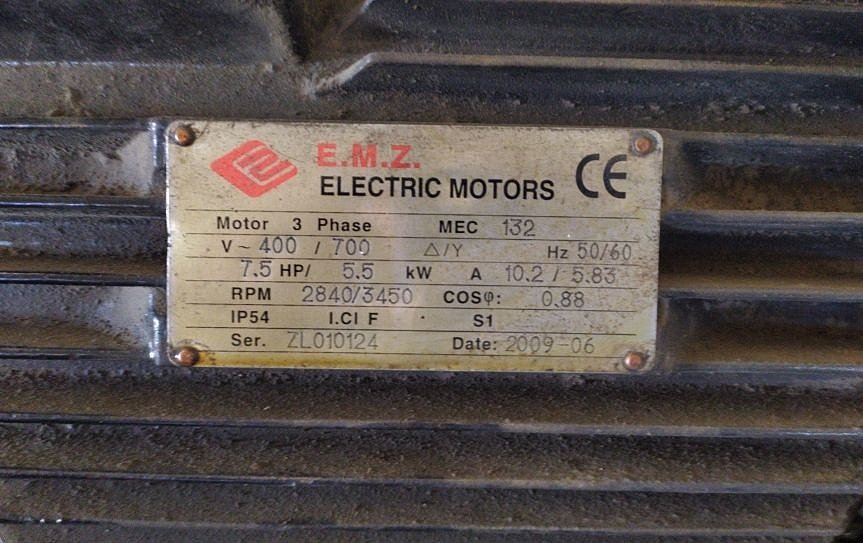 E.M.Z.
ELECTRIC MOTORS CE
Motor 3 Phase MEC 132
V ~ 400 / 700 △/Y Hz 50/60
7.5 HP/ 5.5 kW A 10.2 / 5.83
RPM 2840/3450 COSφ: 0.88
IP54 I.Cl F S1
Ser. ZL010124 Date: 2009-06